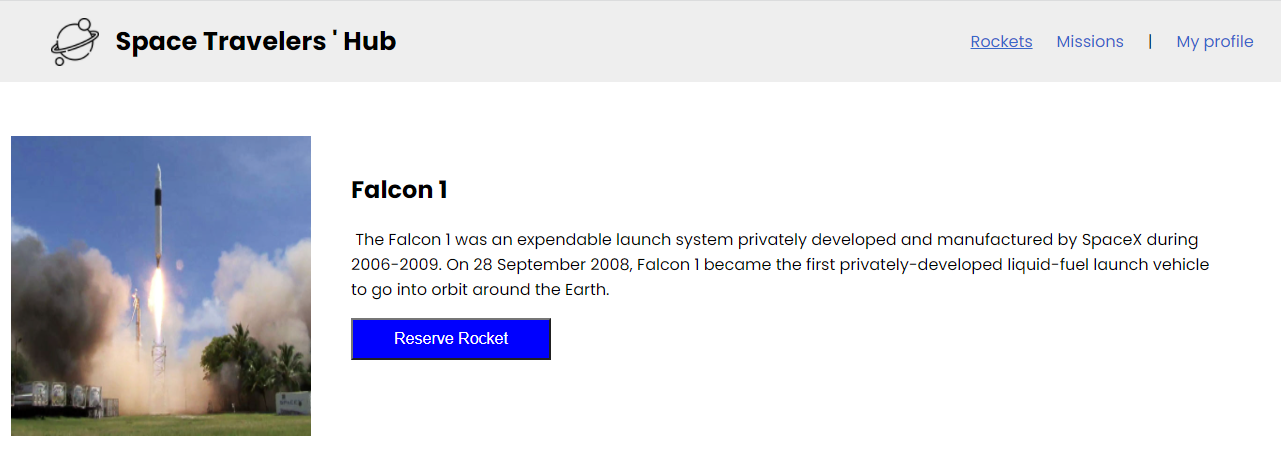 Space Travelers ' Hub
Rockets Missions | My profile
Falcon 1
The Falcon 1 was an expendable launch system privately developed and manufactured by SpaceX during
2006-2009. On 28 September 2008, Falcon 1 became the first privately-developed liquid-fuel launch vehicle
to go into orbit around the Earth.
Reserve Rocket